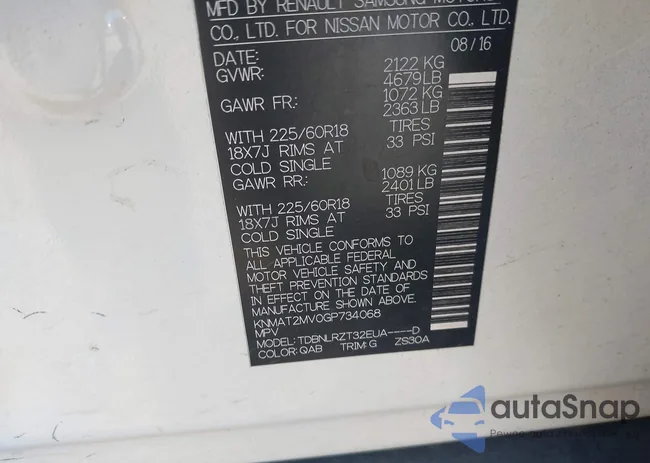 MFD BY RENAULT SAMSUNG MOTORS
CO., LTD. FOR NISSAN MOTOR CO., LTD.
08/16
DATE:
GVWR:
2122 KG
4679LB
GAWR FR:
1072 KG
2363 LB
WITH 225/60R18
TIRES
18X7J RIMS AT
33 PSI
COLD SINGLE
GAWR RR:
1089 KG
2401 LB
WITH 225/60R18
TIRES
18X7J RIMS AT
33 PSI
COLD SINGLE
THIS VEHICLE CONFORMS TO
ALL APPLICABLE FEDERAL
MOTOR VEHICLE SAFETY AND
THEFT PREVENTION STANDARDS
IN EFFECT ON THE DATE OF
MANUFACTURE SHOWN ABOVE.
KNMAT2MV0GP734068
MPV
MODEL: TDBNLRZT32EUA----D
COLOR: QAB TRIM: G ZS30A
autoSnap